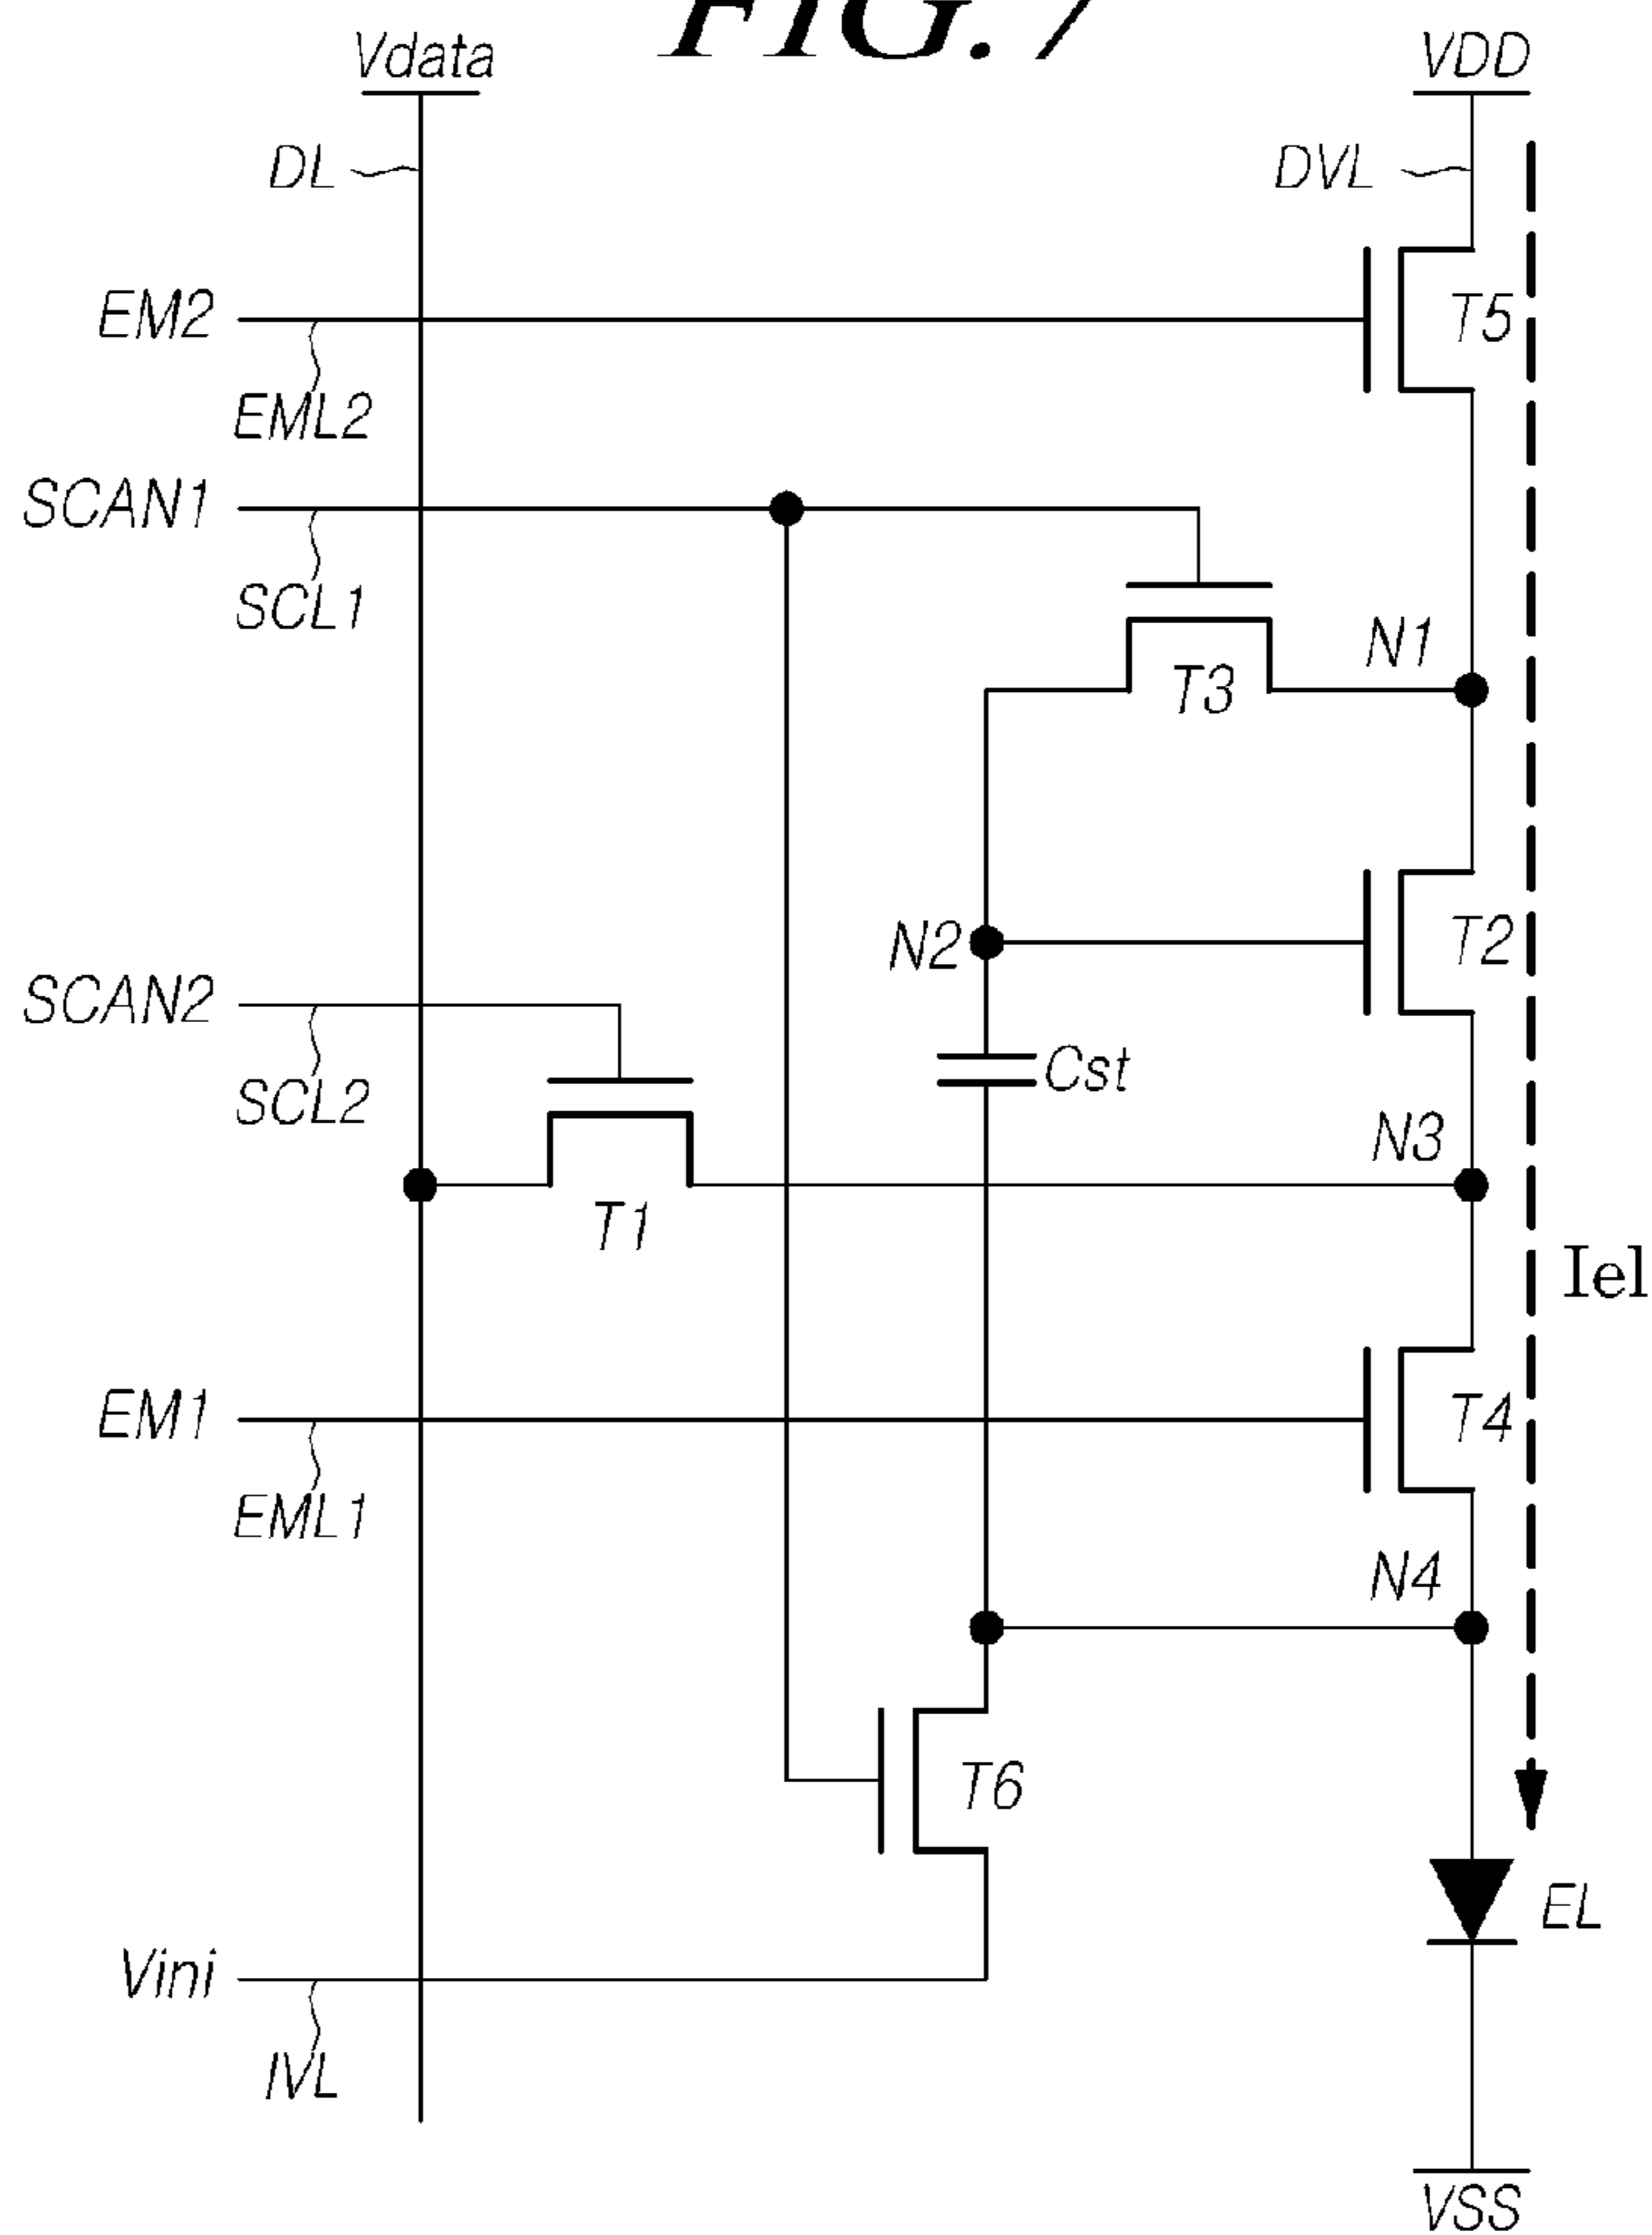 FIG. 7
Vdata
VDD
DL
DVL
EM2
T5
EML2
SCAN1
SCL1
N1
T3
N2
T2
SCAN2
Cst
SCL2
N3
T1
Iel
EM1
T4
EML1
N4
T6
EL
Vini
IVL
VSS